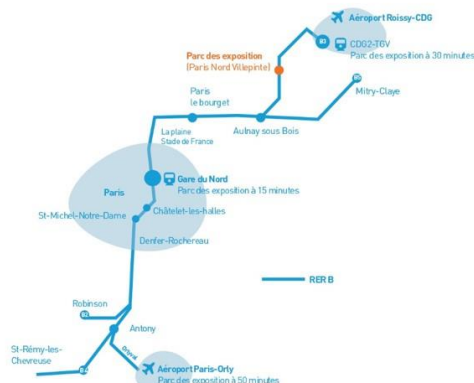 Aéroport Roissy-CDG
B3
CDG2-TGV
Parc des exposition à 30 minutes
Parc des exposition
(Paris Nord Villepinte)
B5
Mitry-Claye
Paris
le bourget
Aulnay sous Bois
La plaine
Stade de France
Gare du Nord
Parc des exposition à 15 minutes
Paris
Châtelet-les-halles
St-Michel-Notre-Dame
Denfer-Rochereau
RER B
Robinson
B2
Antony
Orlyval
St-Rémy-les-
Chevreuse
B4
Aéroport Paris-Orly
Parc des exposition à 50 minutes